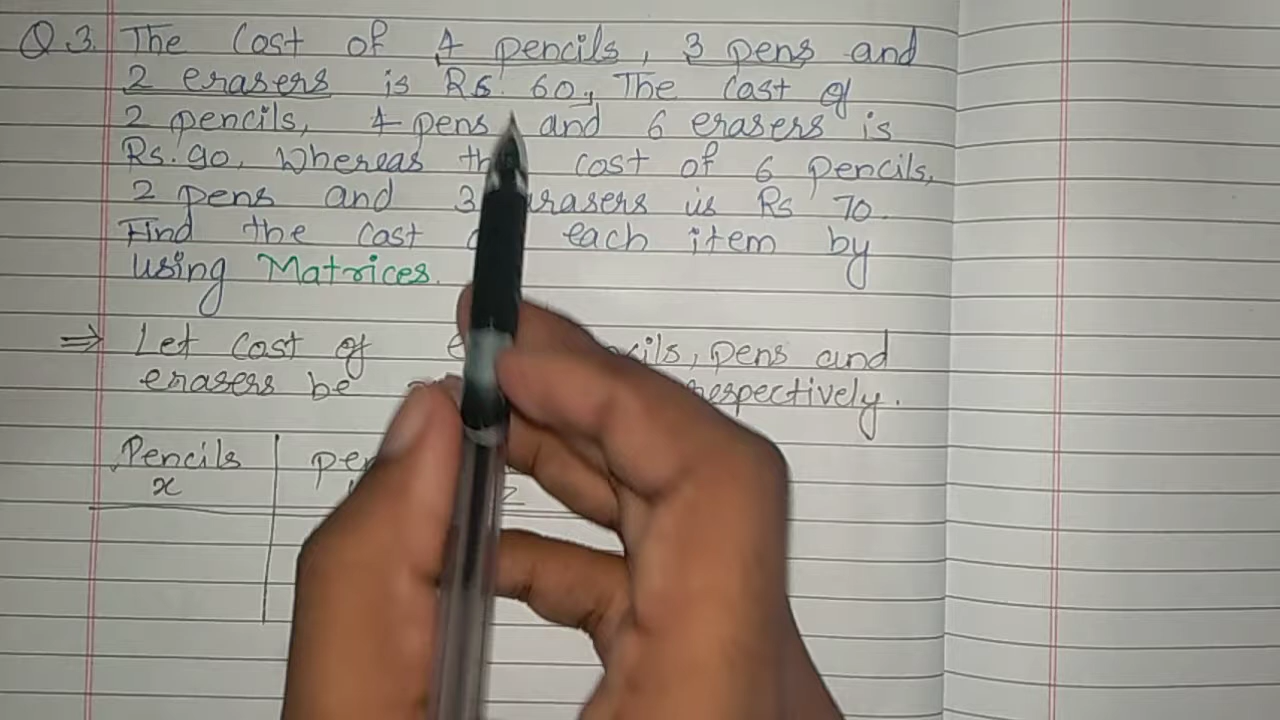 Q 3. The Cost of 4 pencils, 3 pens and
2 erasers is Rs. 60, The Cost of
2 pencils, 4 pens and 6 erasers is
Rs. 90, Whereas cost of 6 pencils,
2 pens and 3 is Rs 70.
Find the Cost each item by
using Matrices.
⇒ Let Cost of pens and
erasers be respectively.
Pencils
x z